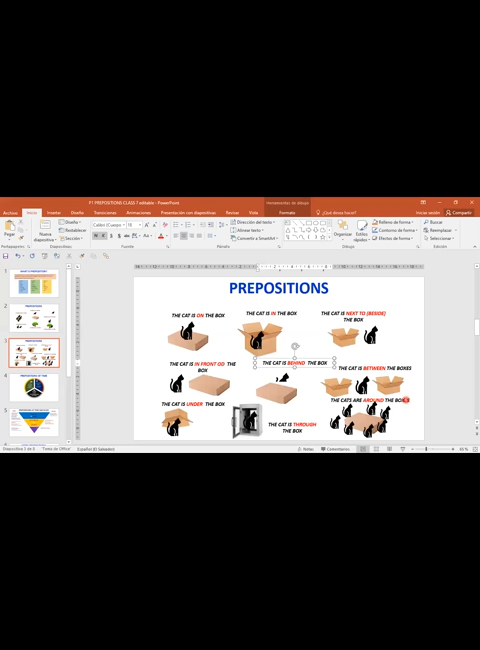 P1 PREPOSITIONS CLASS 7 editable - PowerPoint
Herramientas de dibujo
Archivo Inicio Insertar Diseño Transiciones Animaciones Presentación con diapositivas Revisar Vista Formato ¿Qué desea hacer? Iniciar sesión Compartir
Pegar
Nueva diapositiva
Diseño
Restablecer
Sección
Calibri (Cuerpo)
Dirección del texto
Alinear texto
Convertir a SmartArt
Organizar
Estilos rápidos
Relleno de forma
Contorno de forma
Efectos de forma
Buscar
Reemplazar
Seleccionar
Portapapeles Diapositivas Fuente Párrafo Dibujo Edición
1
2
3
4
5
PREPOSITIONS
THE CAT IS ON THE BOX
THE CAT IS IN THE BOX
THE CAT IS NEXT TO (BESIDE)
THE BOX
THE CAT IS IN FRONT OD THE
BOX
THE CAT IS BEHIND THE BOX
THE CAT IS BETWEEN THE BOXES
THE CAT IS UNDER THE BOX
THE CAT IS THROUGH
THE BOX
THE CATS ARE AROUND THE BOX
Español (El Salvador)
Notas
Comentarios